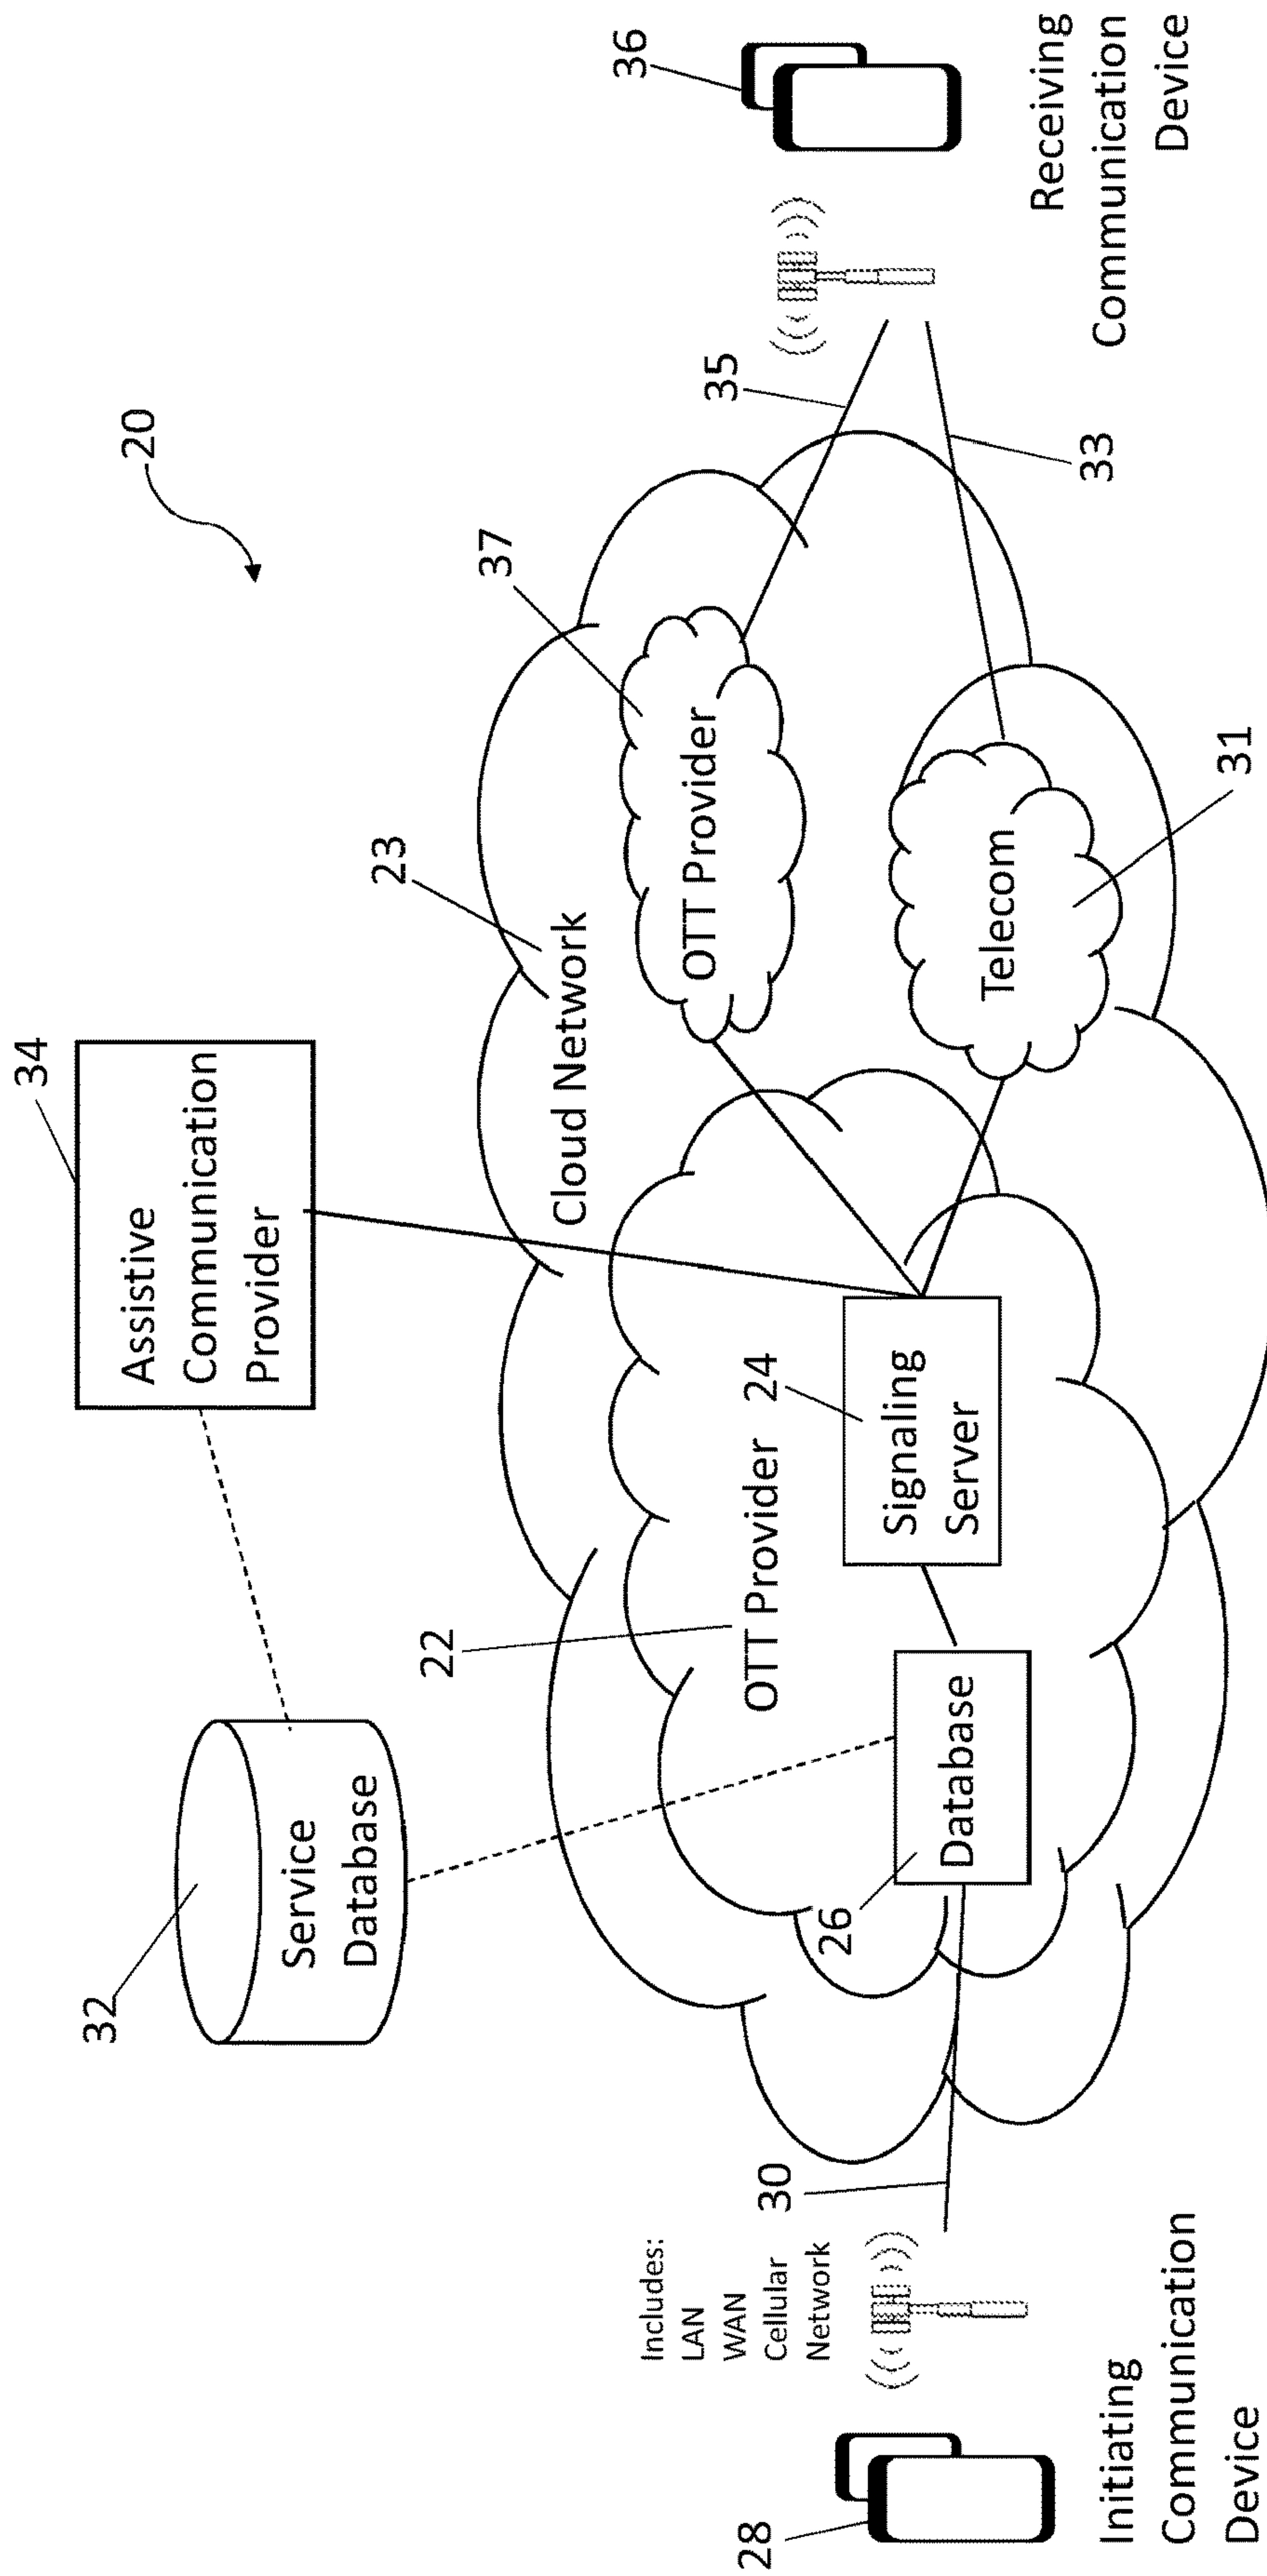 20
34
Assistive
Communication
Provider
32
Service
Database
23
Cloud Network
22
OTT Provider
24
Signaling
Server
26
Database
37
OTT Provider
Telecom
31
35
33
36
Receiving
Communication
Device
30
Includes:
LAN
WAN
Cellular
Network
28
Initiating
Communication
Device